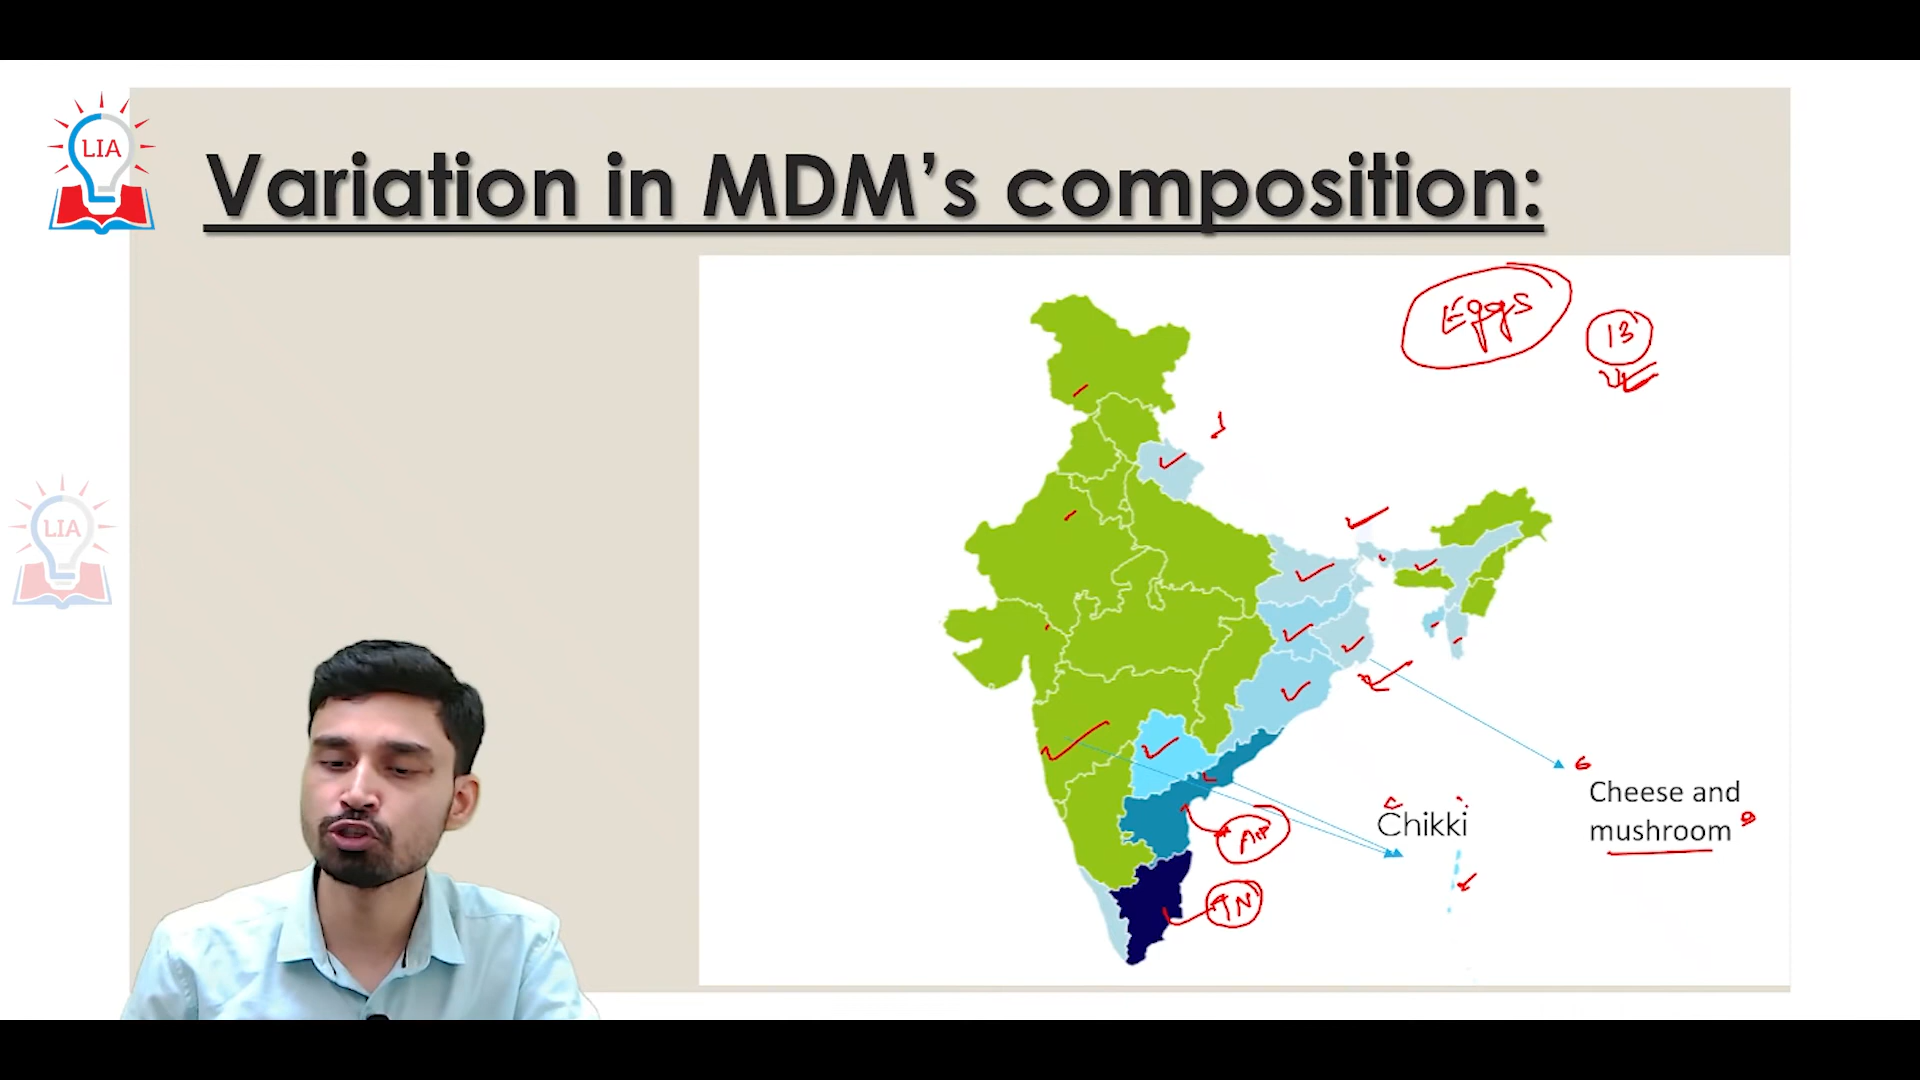 LIA
Variation in MDM's composition:
Eggs
13
LIA
Cheese and
mushroom
Chikki
AP
TN